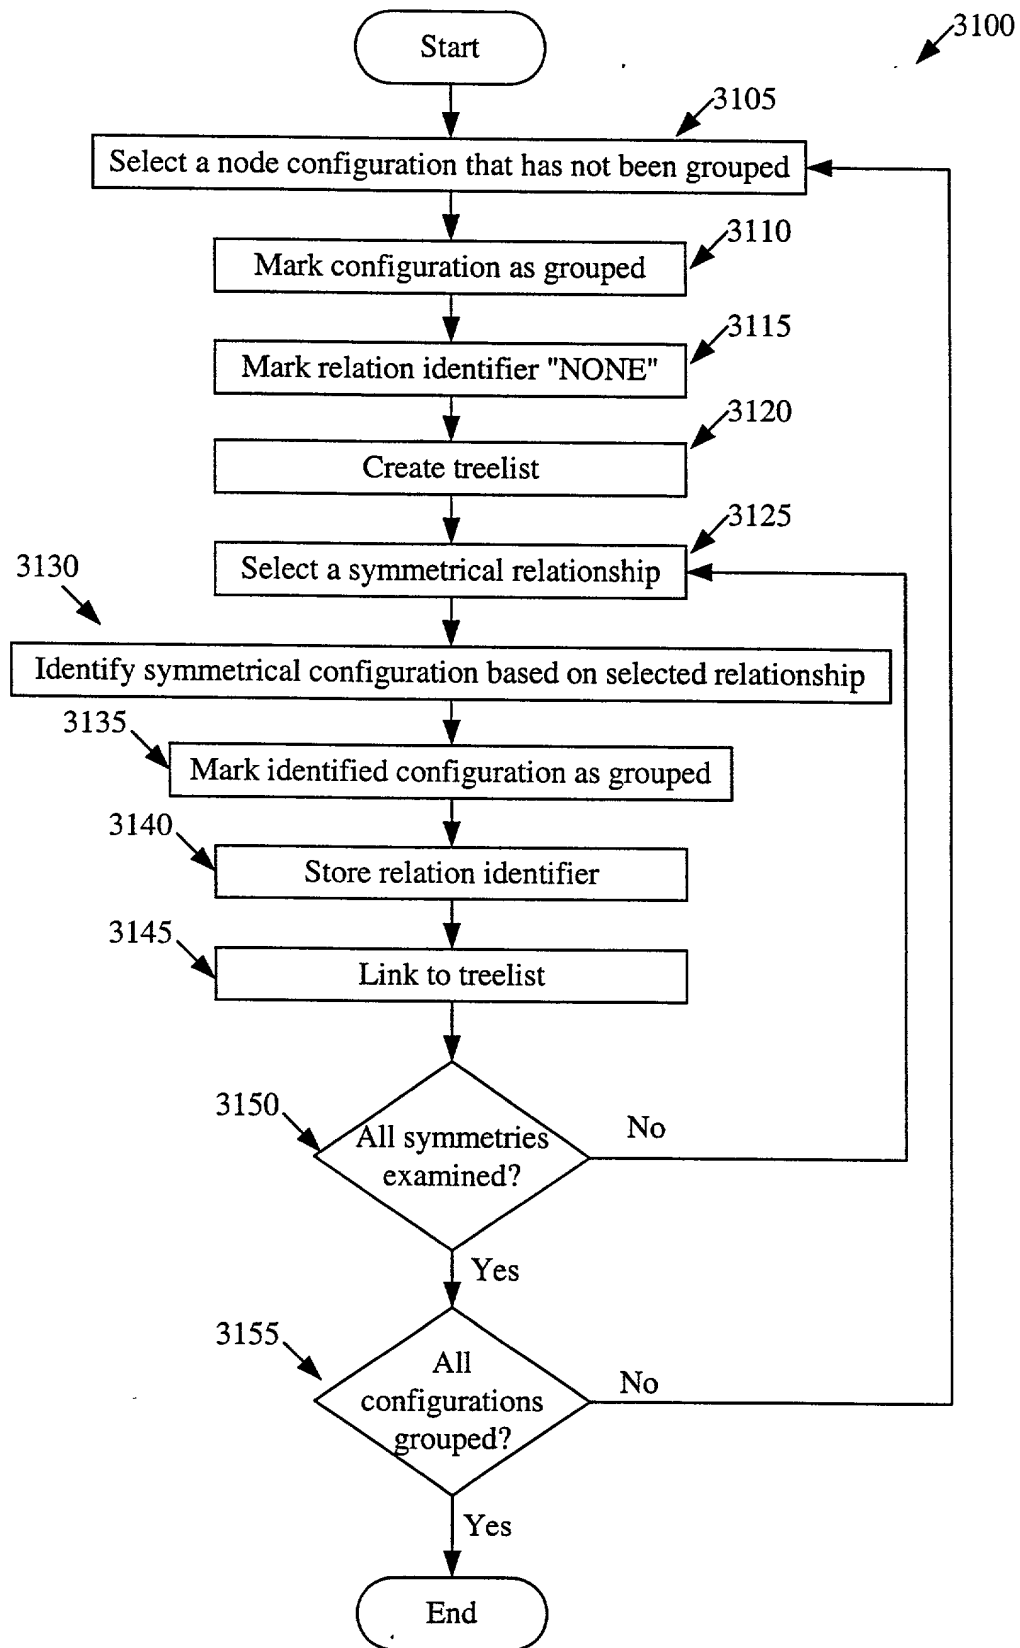 3100
Start
3105
Select a node configuration that has not been grouped
3110
Mark configuration as grouped
3115
Mark relation identifier "NONE"
3120
Create treelist
3125
Select a symmetrical relationship
3130
Identify symmetrical configuration based on selected relationship
3135
Mark identified configuration as grouped
3140
Store relation identifier
3145
Link to treelist
3150
All symmetries
examined?
No
Yes
3155
All
configurations
grouped?
No
Yes
End